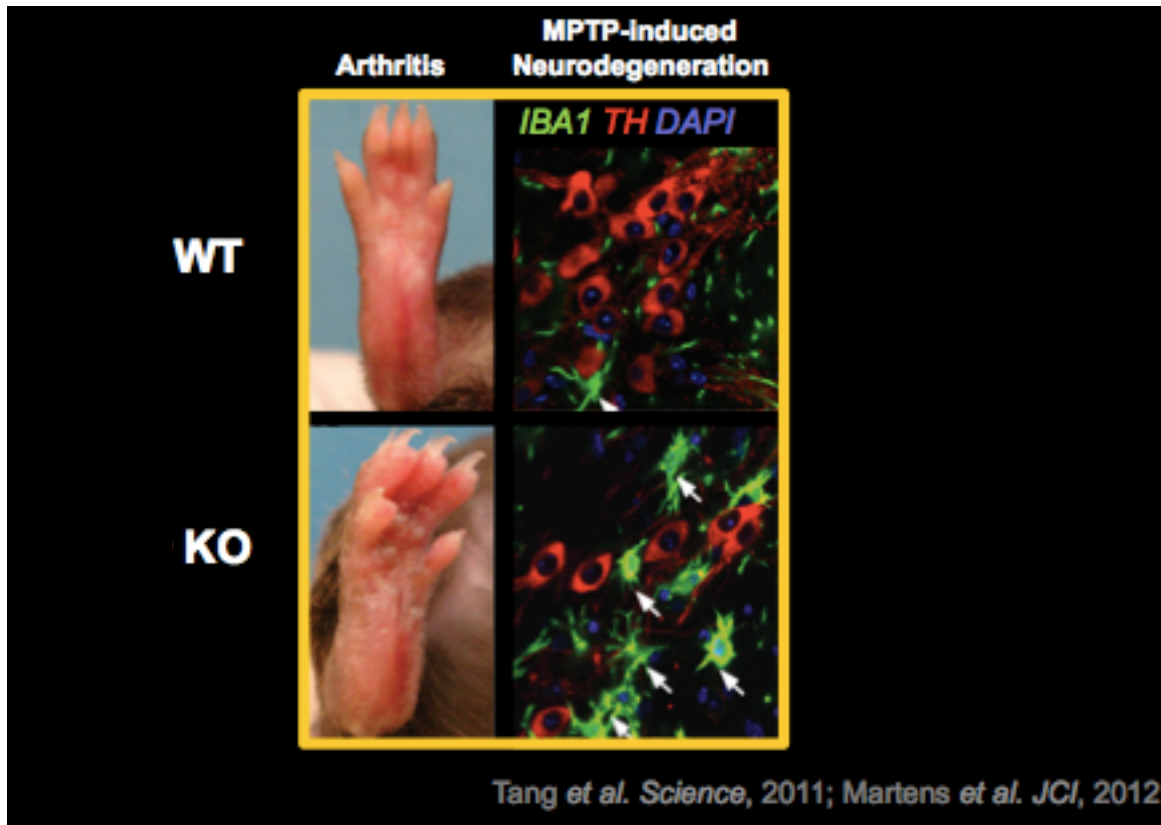 Arthritis
MPTP-induced
Neurodegeneration
IBA1 TH DAPI
WT
KO
Tang et al. Science, 2011; Martens et al. JCI, 2012